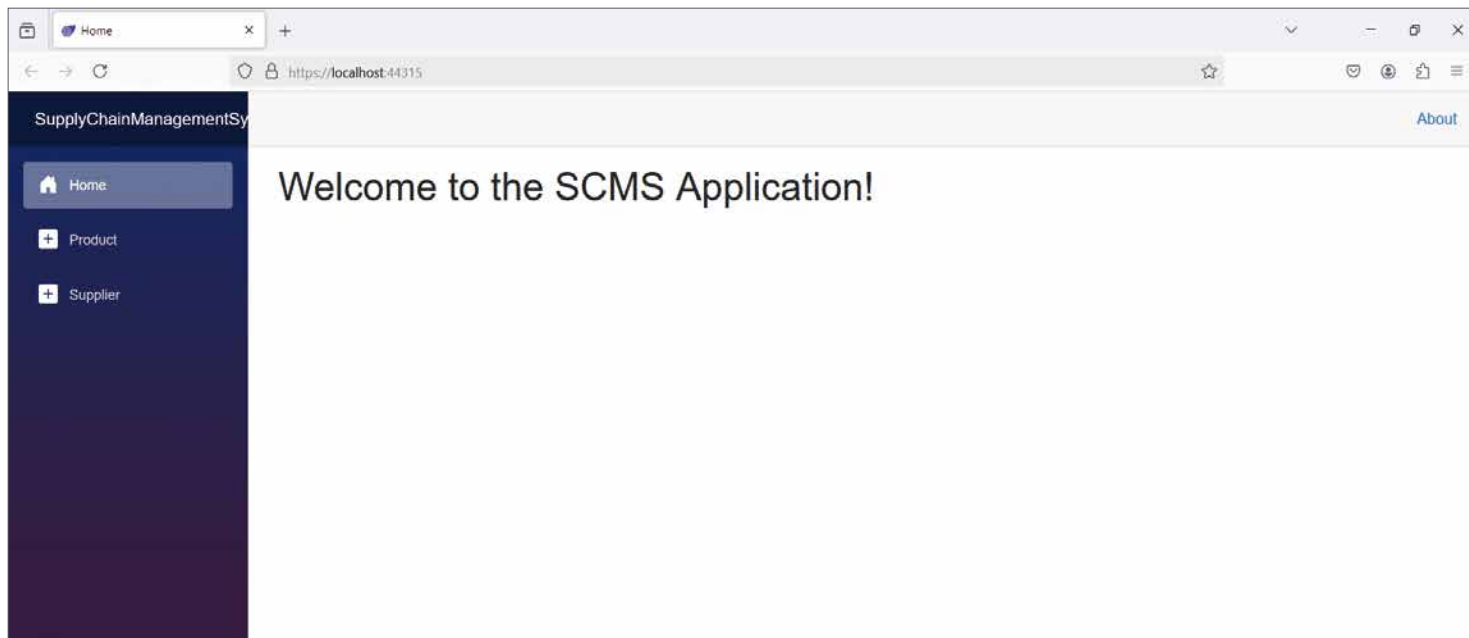 Home
https://localhost:44315
SupplyChainManagementSy
About
Home
Welcome to the SCMS Application!
Product
Supplier